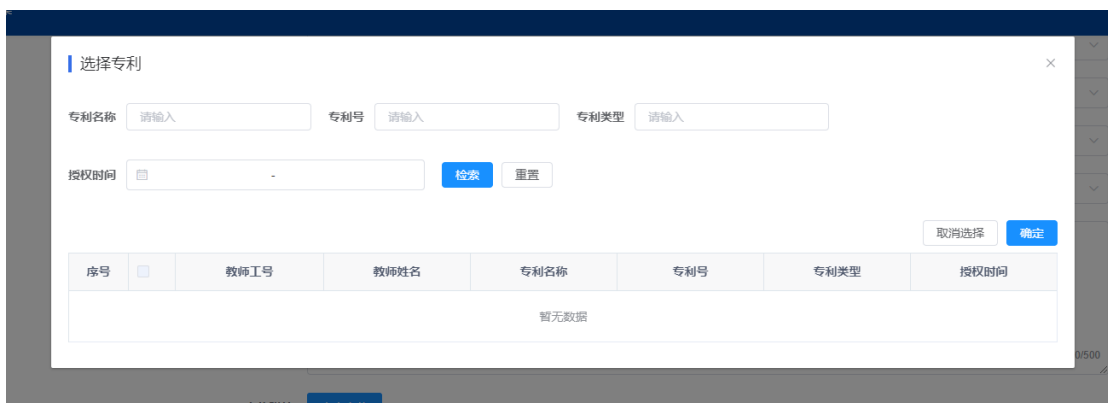 选择专利
专利名称 请输入 专利号 请输入 专利类型 请输入
授权时间 - 检索 重置
取消选择 确定
序号 教师工号 教师姓名 专利名称 专利号 专利类型 授权时间
暂无数据
0/500